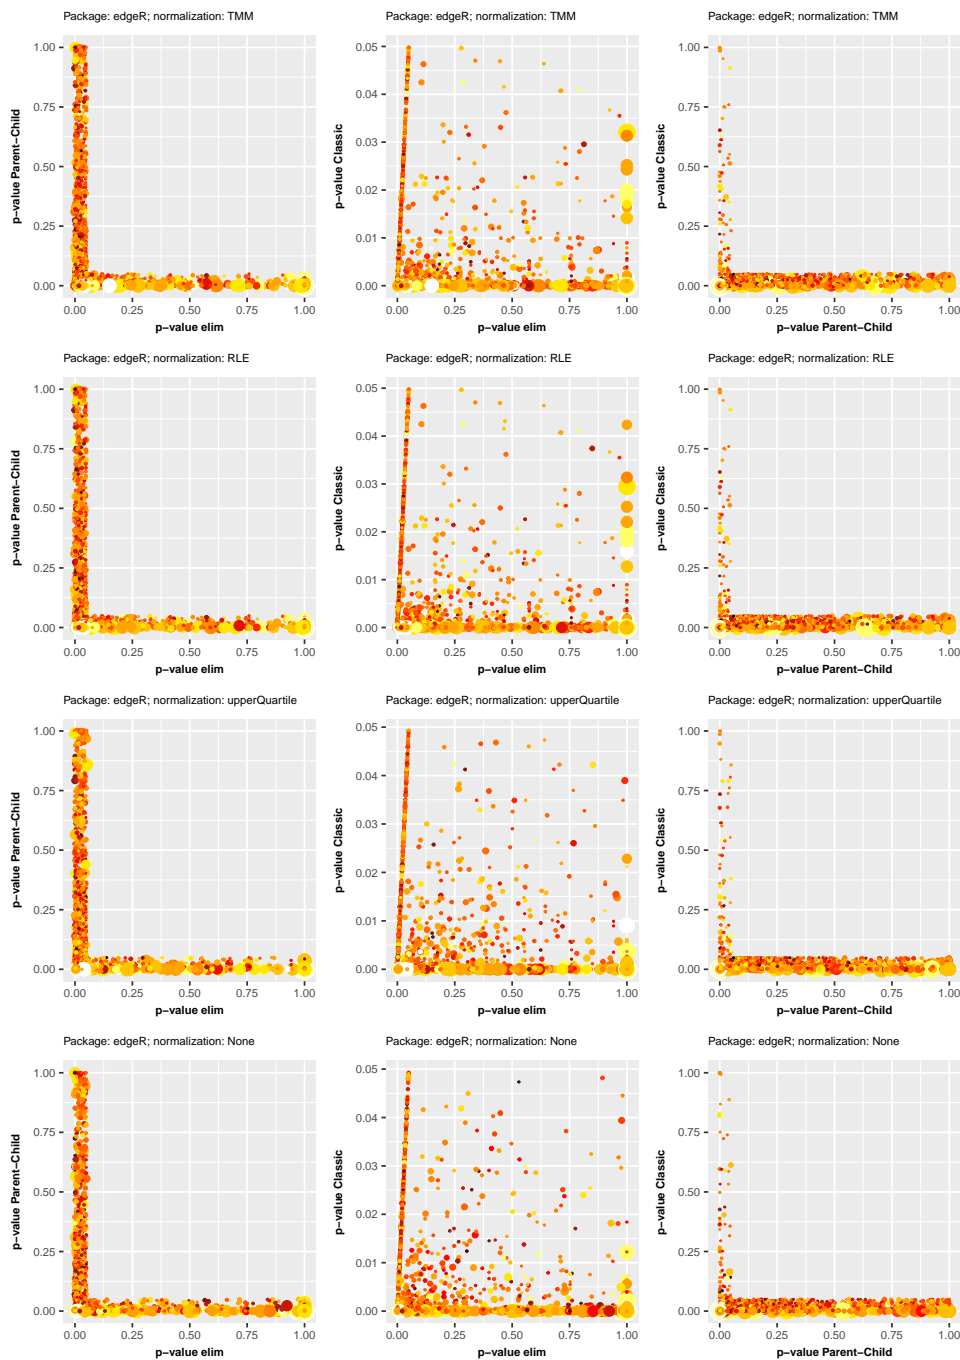 Package: edgeR; normalization: TMM
Package: edgeR; normalization: TMM
Package: edgeR; normalization: TMM
p−value Parent−Child
1.00
0.75
0.50
0.25
0.00
0.00 0.25 0.50 0.75 1.00
p−value elim
p−value Classic
0.05
0.04
0.03
0.02
0.01
0.00
0.00 0.25 0.50 0.75 1.00
p−value elim
p−value Classic
1.00
0.75
0.50
0.25
0.00
0.00 0.25 0.50 0.75 1.00
p−value Parent−Child
Package: edgeR; normalization: RLE
Package: edgeR; normalization: RLE
Package: edgeR; normalization: RLE
p−value Parent−Child
1.00
0.75
0.50
0.25
0.00
0.00 0.25 0.50 0.75 1.00
p−value elim
p−value Classic
0.05
0.04
0.03
0.02
0.01
0.00
0.00 0.25 0.50 0.75 1.00
p−value elim
p−value Classic
1.00
0.75
0.50
0.25
0.00
0.00 0.25 0.50 0.75 1.00
p−value Parent−Child
Package: edgeR; normalization: upperQuartile
Package: edgeR; normalization: upperQuartile
Package: edgeR; normalization: upperQuartile
p−value Parent−Child
1.00
0.75
0.50
0.25
0.00
0.00 0.25 0.50 0.75 1.00
p−value elim
p−value Classic
0.05
0.04
0.03
0.02
0.01
0.00
0.00 0.25 0.50 0.75 1.00
p−value elim
p−value Classic
1.00
0.75
0.50
0.25
0.00
0.00 0.25 0.50 0.75 1.00
p−value Parent−Child
Package: edgeR; normalization: None
Package: edgeR; normalization: None
Package: edgeR; normalization: None
p−value Parent−Child
1.00
0.75
0.50
0.25
0.00
0.00 0.25 0.50 0.75 1.00
p−value elim
p−value Classic
0.05
0.04
0.03
0.02
0.01
0.00
0.00 0.25 0.50 0.75 1.00
p−value elim
p−value Classic
1.00
0.75
0.50
0.25
0.00
0.00 0.25 0.50 0.75 1.00
p−value Parent−Child